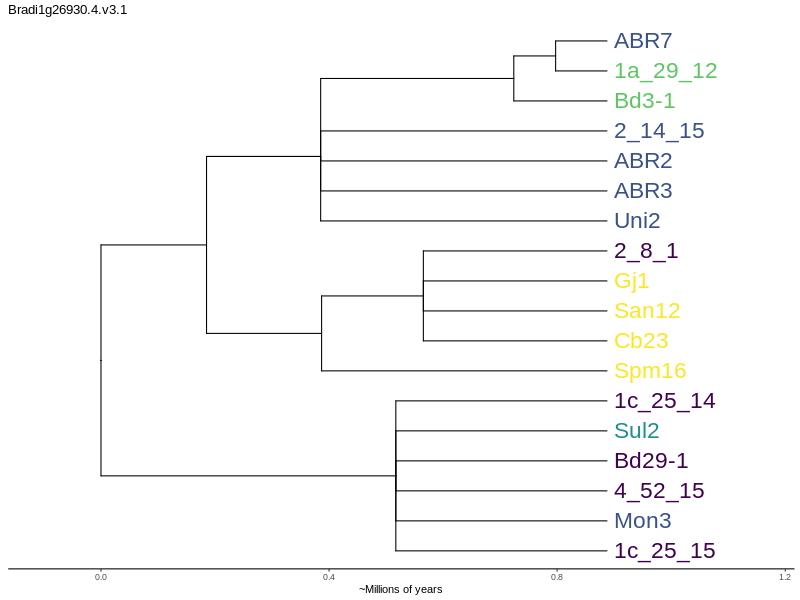 Bradi1g26930.4.v3.1
ABR7
1a_29_12
Bd3-1
2_14_15
ABR2
ABR3
Uni2
2_8_1
Gj1
San12
Cb23
Spm16
1c_25_14
Sul2
Bd29-1
4_52_15
Mon3
1c_25_15
0.0 0.4 0.8 1.2
~Millions of years